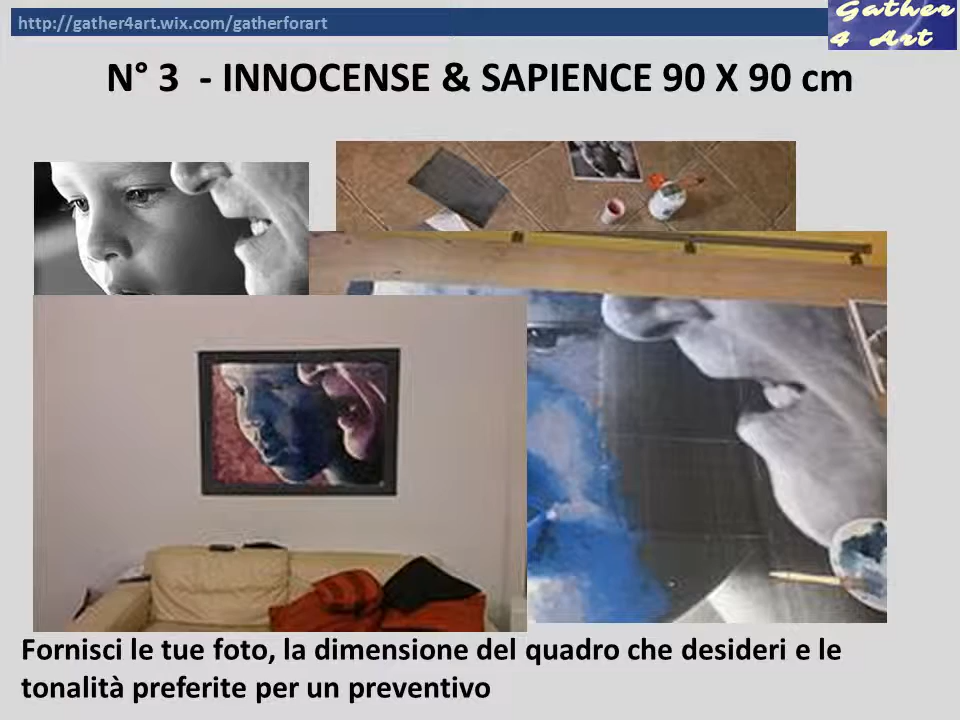 http://gather4art.wix.com/gatherforart
Gather
4 Art
N° 3 - INNOCENSE & SAPIENCE 90 X 90 cm
Fornisci le tue foto, la dimensione del quadro che desideri e le
tonalità preferite per un preventivo